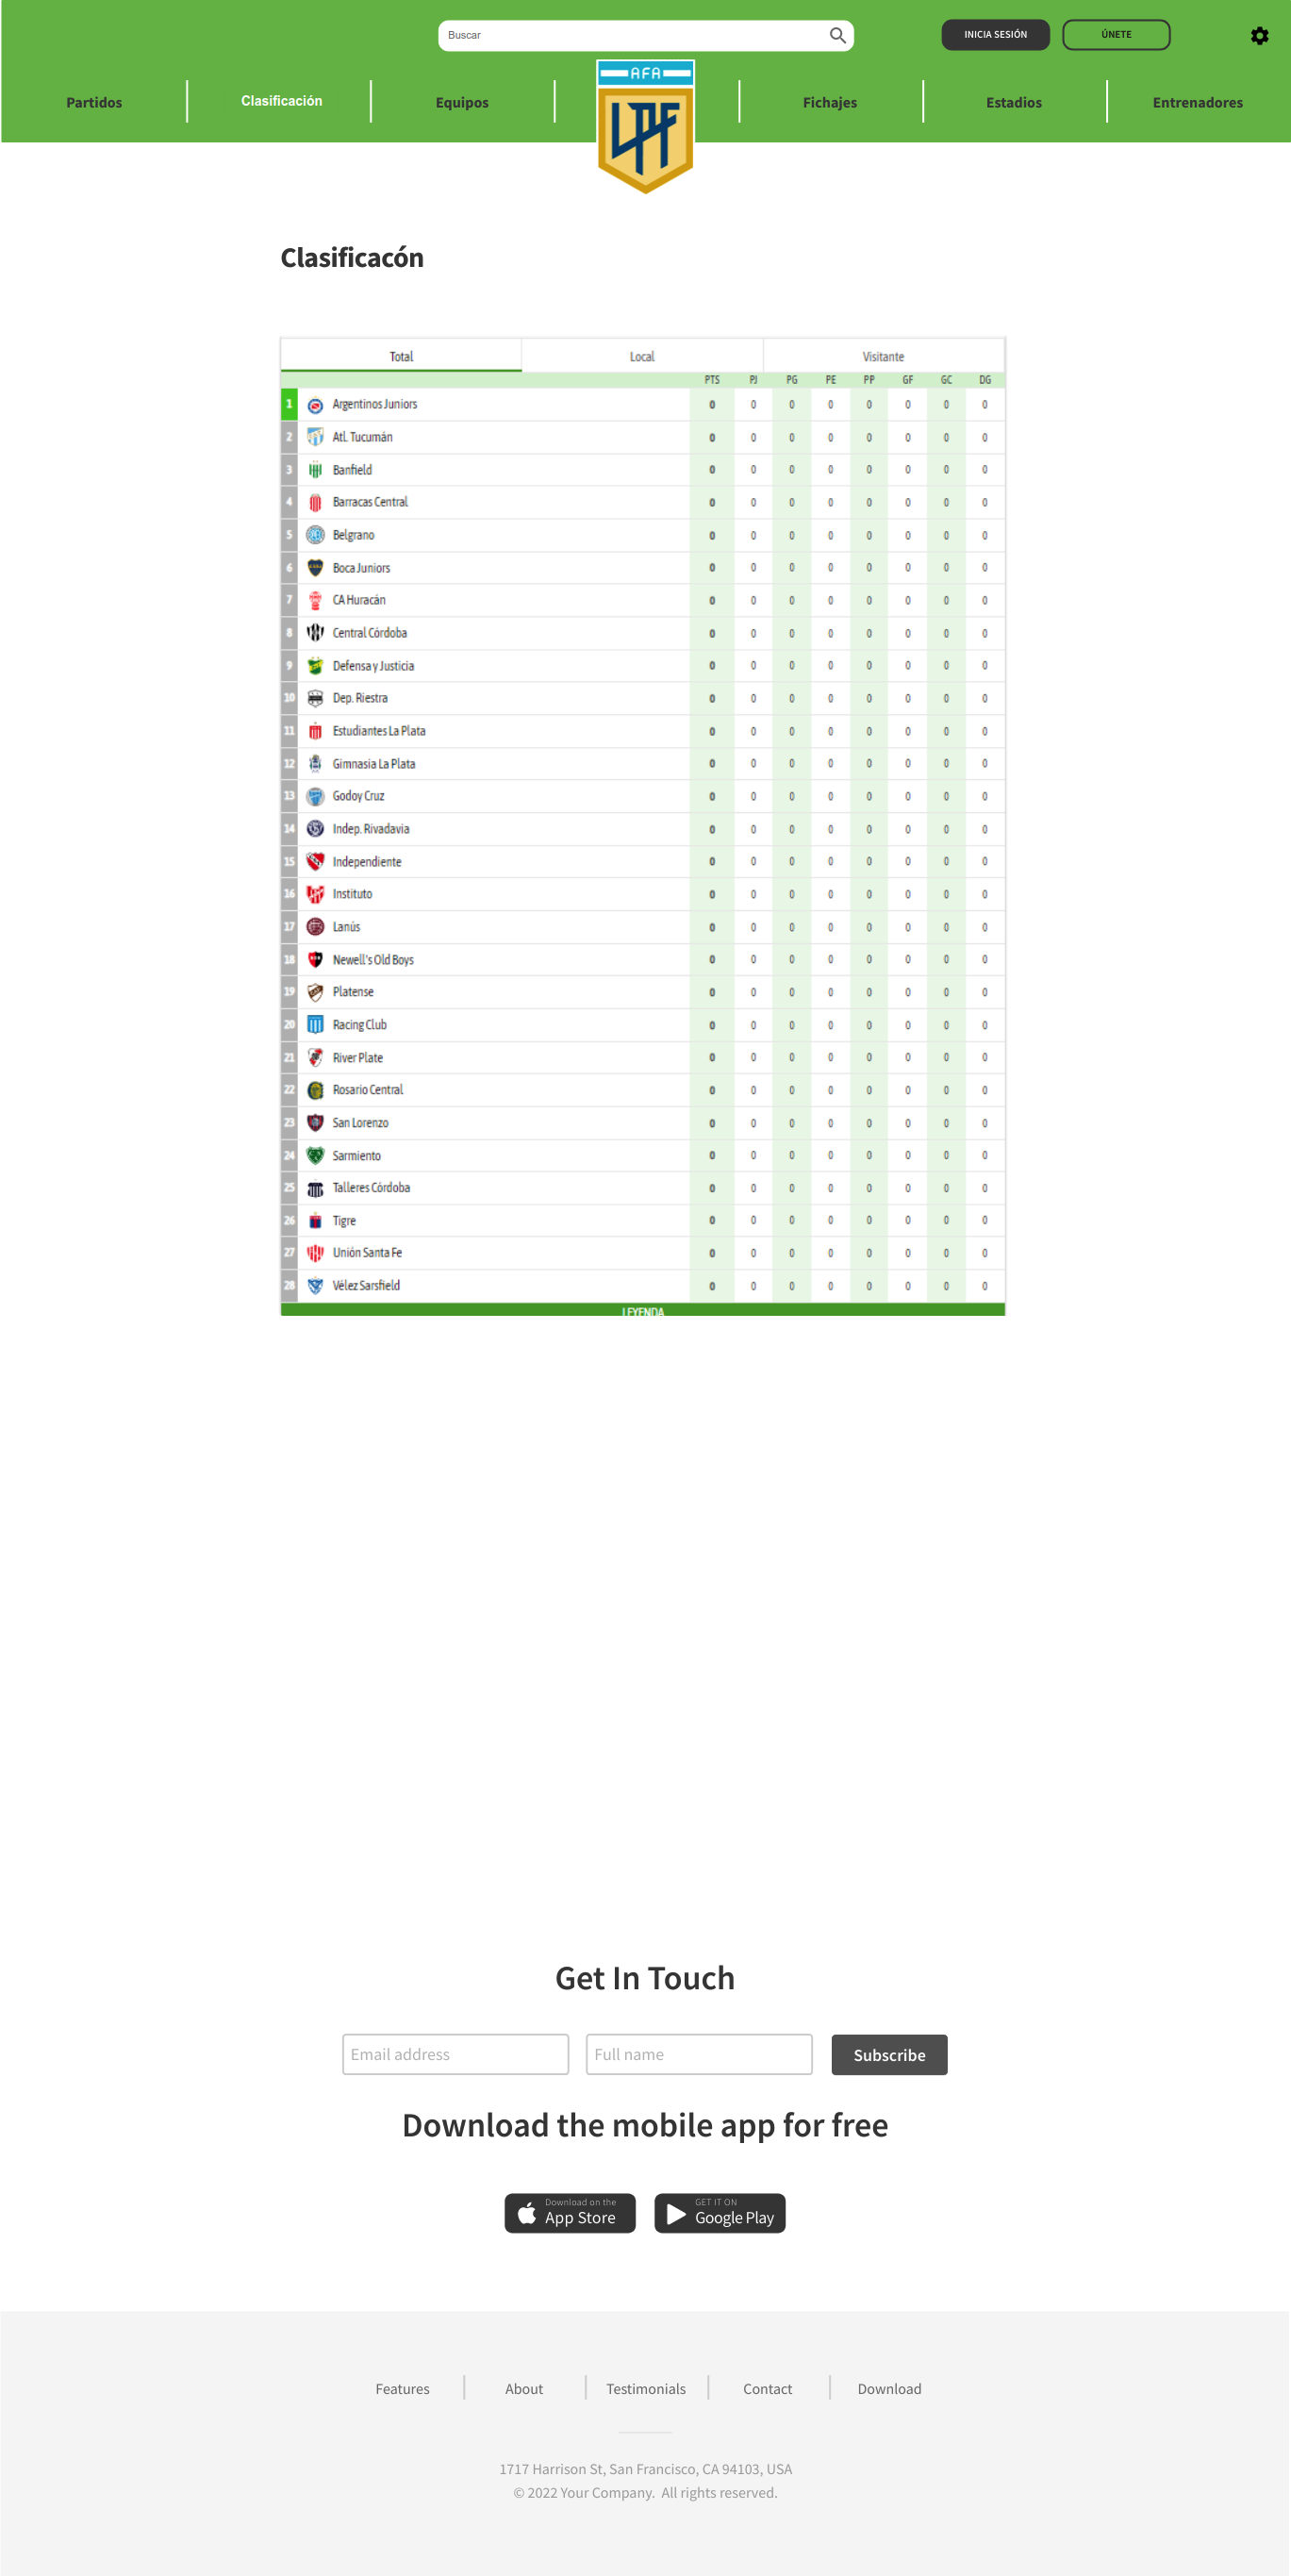 Buscar
INICIA SESIÓN
ÚNETE
AFA
LPF
Partidos
Clasificación
Equipos
Fichajes
Estadios
Entrenadores
Clasificacón
Total Local Visitante
PTS PJ PG PE PP GF GC DG
1 Argentinos Juniors 0 0 0 0 0 0 0 0
2 Atl. Tucumán 0 0 0 0 0 0 0 0
3 Banfield 0 0 0 0 0 0 0 0
4 Barracas Central 0 0 0 0 0 0 0 0
5 Belgrano 0 0 0 0 0 0 0 0
6 Boca Juniors 0 0 0 0 0 0 0 0
7 CA Huracán 0 0 0 0 0 0 0 0
8 Central Córdoba 0 0 0 0 0 0 0 0
9 Defensa y Justicia 0 0 0 0 0 0 0 0
10 Dep. Riestra 0 0 0 0 0 0 0 0
11 Estudiantes La Plata 0 0 0 0 0 0 0 0
12 Gimnasia La Plata 0 0 0 0 0 0 0 0
13 Godoy Cruz 0 0 0 0 0 0 0 0
14 Indep. Rivadavia 0 0 0 0 0 0 0 0
15 Independiente 0 0 0 0 0 0 0 0
16 Instituto 0 0 0 0 0 0 0 0
17 Lanús 0 0 0 0 0 0 0 0
18 Newell's Old Boys 0 0 0 0 0 0 0 0
19 Platense 0 0 0 0 0 0 0 0
20 Racing Club 0 0 0 0 0 0 0 0
21 River Plate 0 0 0 0 0 0 0 0
22 Rosario Central 0 0 0 0 0 0 0 0
23 San Lorenzo 0 0 0 0 0 0 0 0
24 Sarmiento 0 0 0 0 0 0 0 0
25 Talleres Córdoba 0 0 0 0 0 0 0 0
26 Tigre 0 0 0 0 0 0 0 0
27 Unión Santa Fe 0 0 0 0 0 0 0 0
28 Vélez Sarsfield 0 0 0 0 0 0 0 0
LEYENDA
Get In Touch
Email address
Full name
Subscribe
Download the mobile app for free
Download on the
App Store
GET IT ON
Google Play
Features
About
Testimonials
Contact
Download
1717 Harrison St, San Francisco, CA 94103, USA
© 2022 Your Company. All rights reserved.